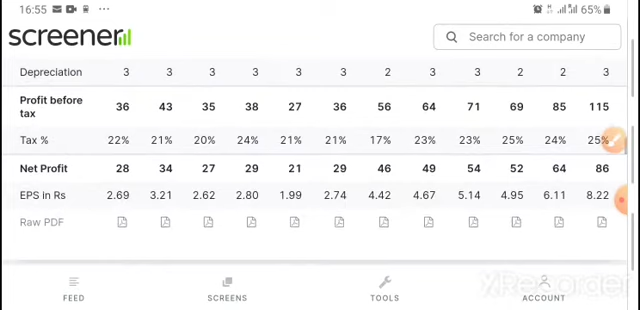 16:55 65%
screener Search for a company
Depreciation 3 3 3 3 3 2 3 3 2 2 3
Profit before 36 43 35 38 27 36 56 64 71 69 85 115
tax
Tax % 22% 21% 20% 24% 21% 21% 17% 23% 23% 25% 24% 25%
Net Profit 28 34 27 29 21 29 46 49 54 52 64 86
EPS in Rs 2.69 3.21 2.62 2.80 1.99 2.74 4.42 4.67 5.14 4.95 6.11 8.22
Raw PDF
FEED SCREENS TOOLS ACCOUNT
XRecorder